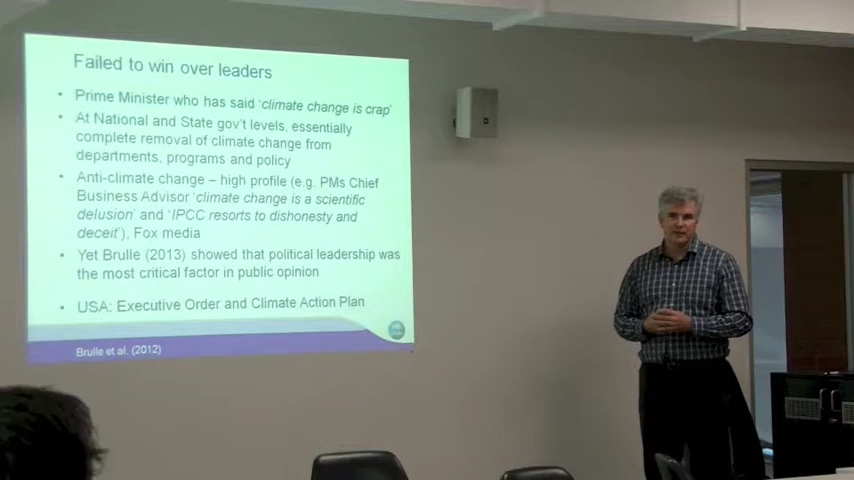 Failed to win over leaders
• Prime Minister who has said 'climate change is crap'
• At National and State gov't levels, essentially
complete removal of climate change from
departments, programs and policy
• Anti-climate change – high profile (e.g. PMs Chief
Business Advisor 'climate change is a scientific
delusion' and 'IPCC resorts to dishonesty and
deceit'), Fox media
• Yet Brulle (2013) showed that political leadership was
the most critical factor in public opinion
• USA: Executive Order and Climate Action Plan
Brulle et al. (2012)